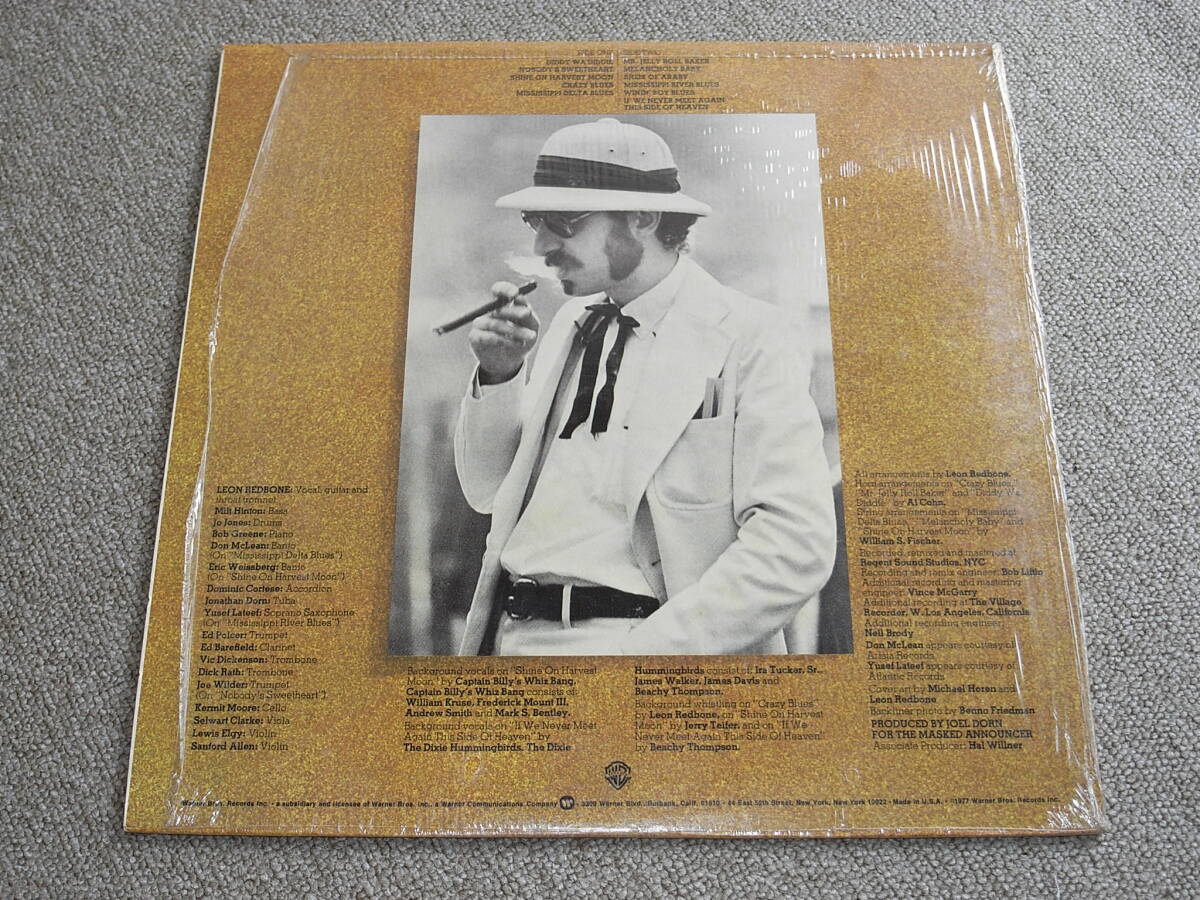 SIDE ONE
DIDDY WA DIDDIE
NOBODY'S SWEETHEART
SHINE ON HARVEST MOON
CRAZY BLUES
MISSISSIPPI DELTA BLUES
SIDE TWO
MR. JELLY ROLL BAKER
MELANCHOLY BABY
SHEIK OF ARABY
MISSISSIPPI RIVER BLUES
WININ' BOY BLUES
IF WE NEVER MEET AGAIN
THIS SIDE OF HEAVEN
LEON REDBONE: Vocal, guitar and
throat tromnet
Milt Hinton: Bass
Jo Jones: Drums
Bob Greene: Piano
Don McLean: Banjo
(On "Mississippi Delta Blues")
Eric Weissberg: Banjo
(On "Shine On Harvest Moon")
Dominic Cortese: Accordion
Jonathan Dorn: Tuba
Yusef Lateef: Soprano Saxophone
(On "Mississippi River Blues")
Ed Polcer: Trumpet
Ed Barefield: Clarinet
Vic Dickenson: Trombone
Dick Rath: Trombone
Joe Wilder: Trumpet
(On "Nobody's Sweetheart")
Kermit Moore: Cello
Selwart Clarke: Viola
Lewis Elgy: Violin
Sanford Allen: Violin
Background vocals on "Shine On Harvest
Moon" by Captain Billy's Whiz Bang.
Captain Billy's Whiz Bang consists of:
William Kruse, Frederick Mount III,
Andrew Smith and Mark S. Bentley.
Background vocals on "If We Never Meet
Again This Side Of Heaven" by
The Dixie Hummingbirds. The Dixie
Hummingbirds consist of: Ira Tucker, Sr.,
James Walker, James Davis and
Beachy Thompson.
Background whistling on "Crazy Blues"
by Leon Redbone, on "Shine On Harvest
Moon" by Jerry Teifer, and on "If We
Never Meet Again This Side Of Heaven"
by Beachy Thompson.
All arrangements by Leon Redbone.
Horn arrangements on "Crazy Blues,"
"Mr. Jelly Roll Baker" and "Diddy Wa
Diddie" by Al Cohn.
String arrangements on "Mississippi
Delta Blues," "Melancholy Baby" and
"Shine On Harvest Moon" by
William S. Fischer.
Recorded, remixed and mastered at
Regent Sound Studios, NYC
Recording and remix engineer: Bob Liftin
Additional recording and mastering
engineer: Vince McGarry
Additional recording at The Village
Recorder, W. Los Angeles, California
Additional recording engineer:
Neil Brody
Don McLean appears courtesy of
Arista Records
Yusef Lateef appears courtesy of
Atlantic Records
Cover art by Michael Horen and
Leon Redbone
Backliner photo by Benno Friedman
PRODUCED BY JOEL DORN
FOR THE MASKED ANNOUNCER
Associate Producer: Hal Willner
Warner Bros. Records Inc. • a subsidiary and licensee of Warner Bros. Inc., a Warner Communications Company • 3300 Warner Blvd., Burbank, Calif. 91510 • 44 East 50th Street, New York, New York 10022 • Made in U.S.A. • ©1977 Warner Bros. Records Inc.